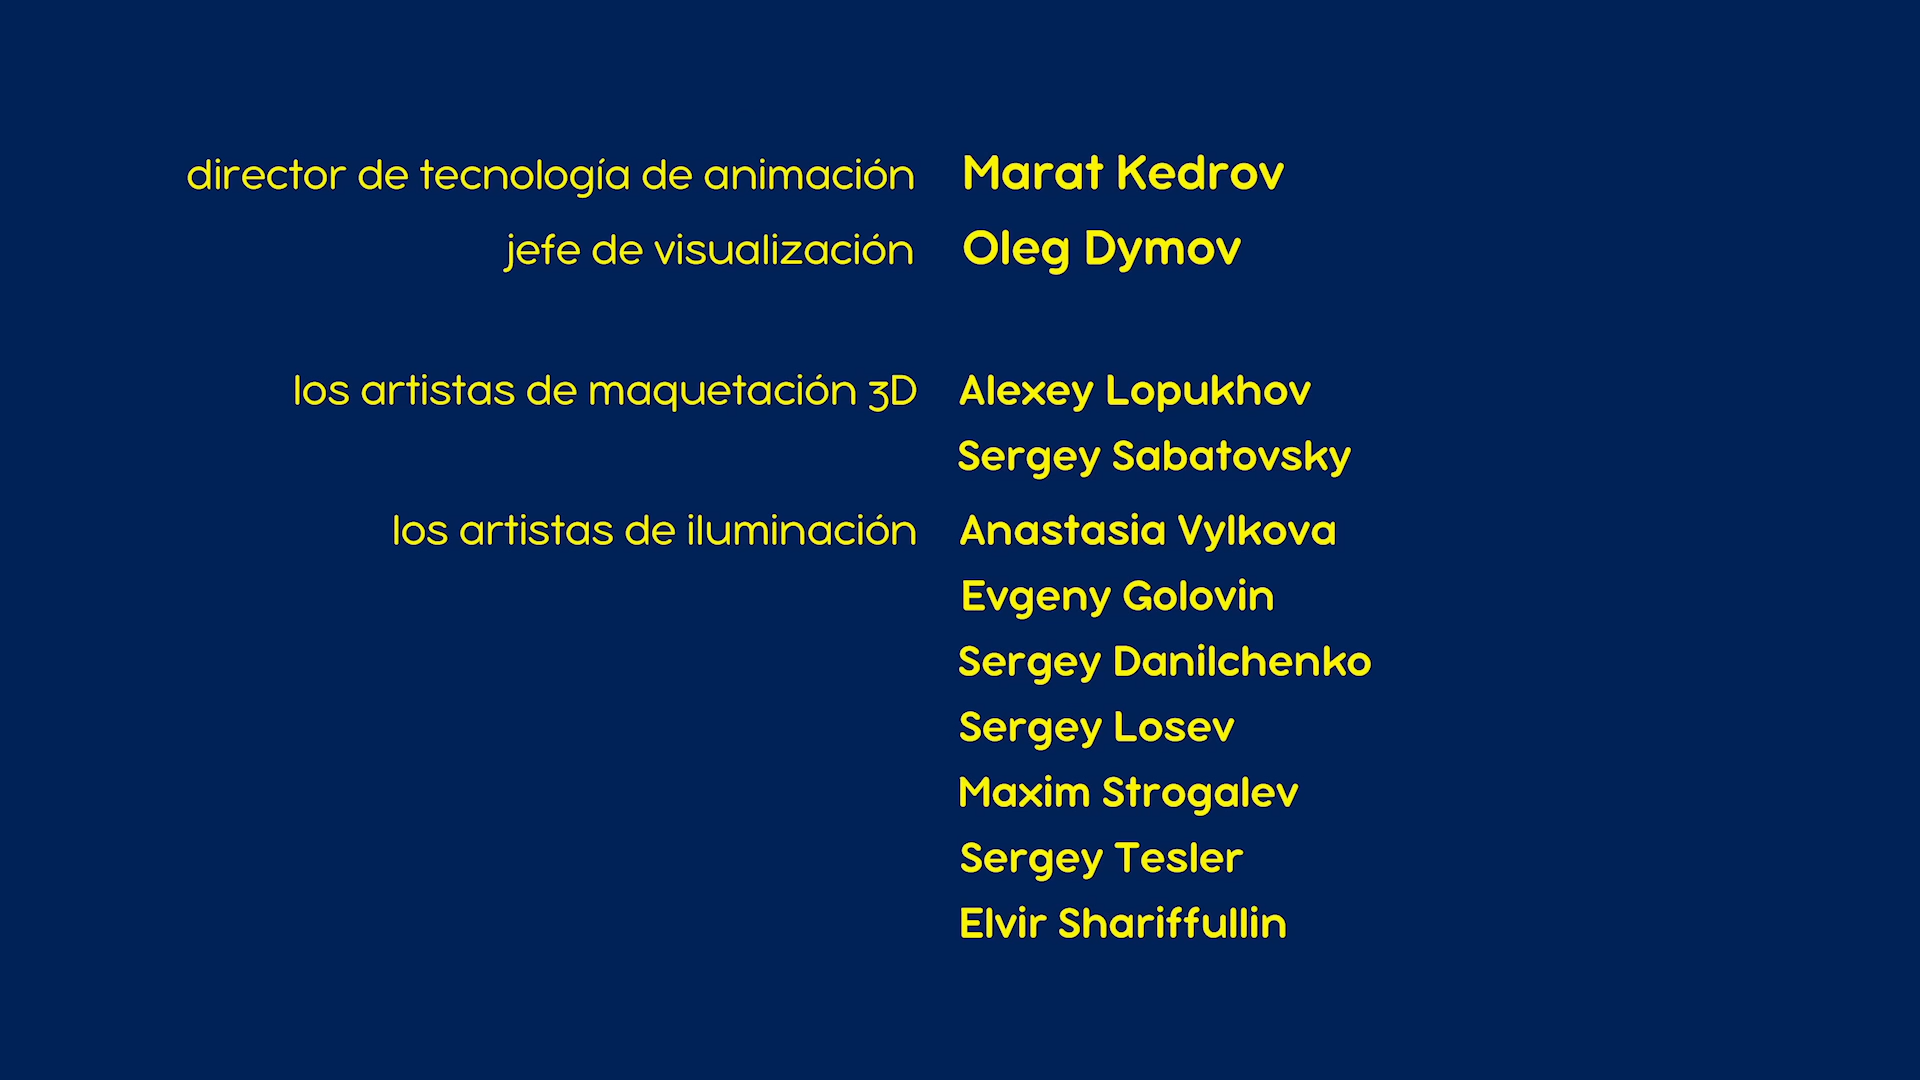 director de tecnología de animación Marat Kedrov
jefe de visualización Oleg Dymov
los artistas de maquetación 3D Alexey Lopukhov
Sergey Sabatovsky
los artistas de iluminación Anastasia Vylkova
Evgeny Golovin
Sergey Danilchenko
Sergey Losev
Maxim Strogalev
Sergey Tesler
Elvir Shariffullin